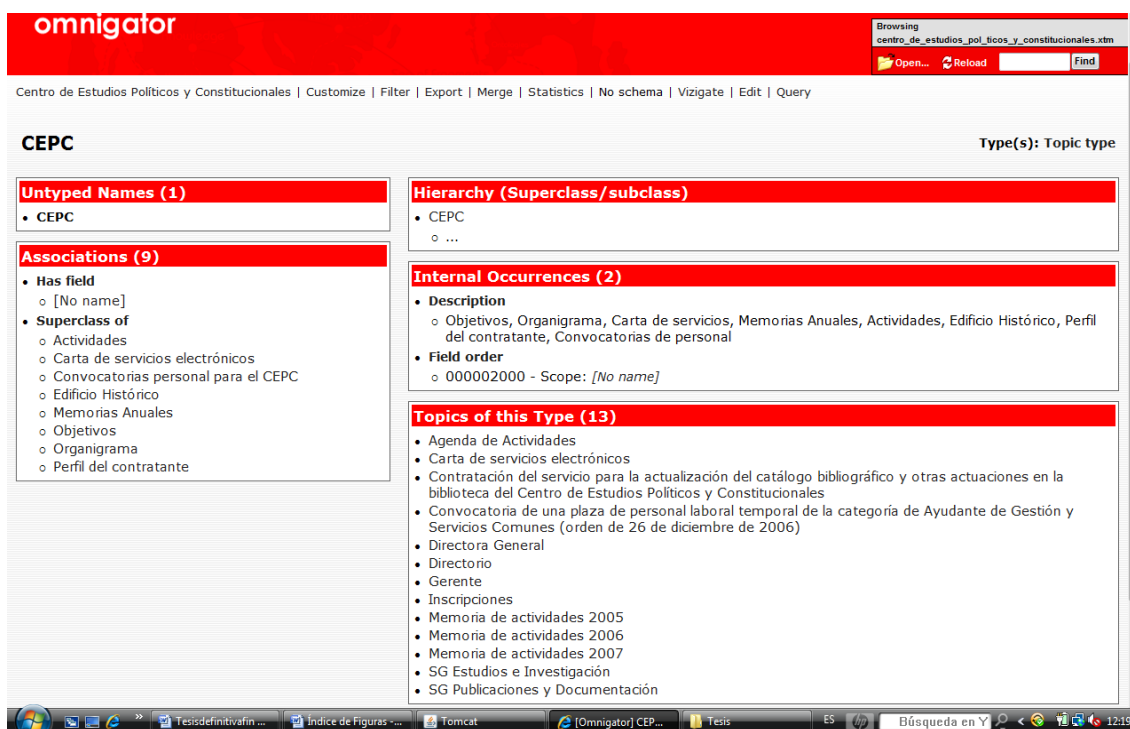 omnigator
Browsing
centro_de_estudios_pol_ticos_y_constitucionales.xtm
Open... Reload Find
Centro de Estudios Políticos y Constitucionales | Customize | Filter | Export | Merge | Statistics | No schema | Vizigate | Edit | Query
CEPC
Type(s): Topic type
Untyped Names (1)
• CEPC
Associations (9)
• Has field
o [No name]
• Superclass of
o Actividades
o Carta de servicios electrónicos
o Convocatorias personal para el CEPC
o Edificio Histórico
o Memorias Anuales
o Objetivos
o Organigrama
o Perfil del contratante
Hierarchy (Superclass/subclass)
• CEPC
o ...
Internal Occurrences (2)
• Description
o Objetivos, Organigrama, Carta de servicios, Memorias Anuales, Actividades, Edificio Histórico, Perfil
del contratante, Convocatorias de personal
• Field order
o 000002000 - Scope: [No name]
Topics of this Type (13)
• Agenda de Actividades
• Carta de servicios electrónicos
• Contratación del servicio para la actualización del catálogo bibliográfico y otras actuaciones en la
biblioteca del Centro de Estudios Políticos y Constitucionales
• Convocatoria de una plaza de personal laboral temporal de la categoría de Ayudante de Gestión y
Servicios Comunes (orden de 26 de diciembre de 2006)
• Directora General
• Directorio
• Gerente
• Inscripciones
• Memoria de actividades 2005
• Memoria de actividades 2006
• Memoria de actividades 2007
• SG Estudios e Investigación
• SG Publicaciones y Documentación
» Tesisdefinitivafin ... Índice de Figuras -... Tomcat [Omnigator] CEP... Tesis ES hp Búsqueda en Y < 12:19